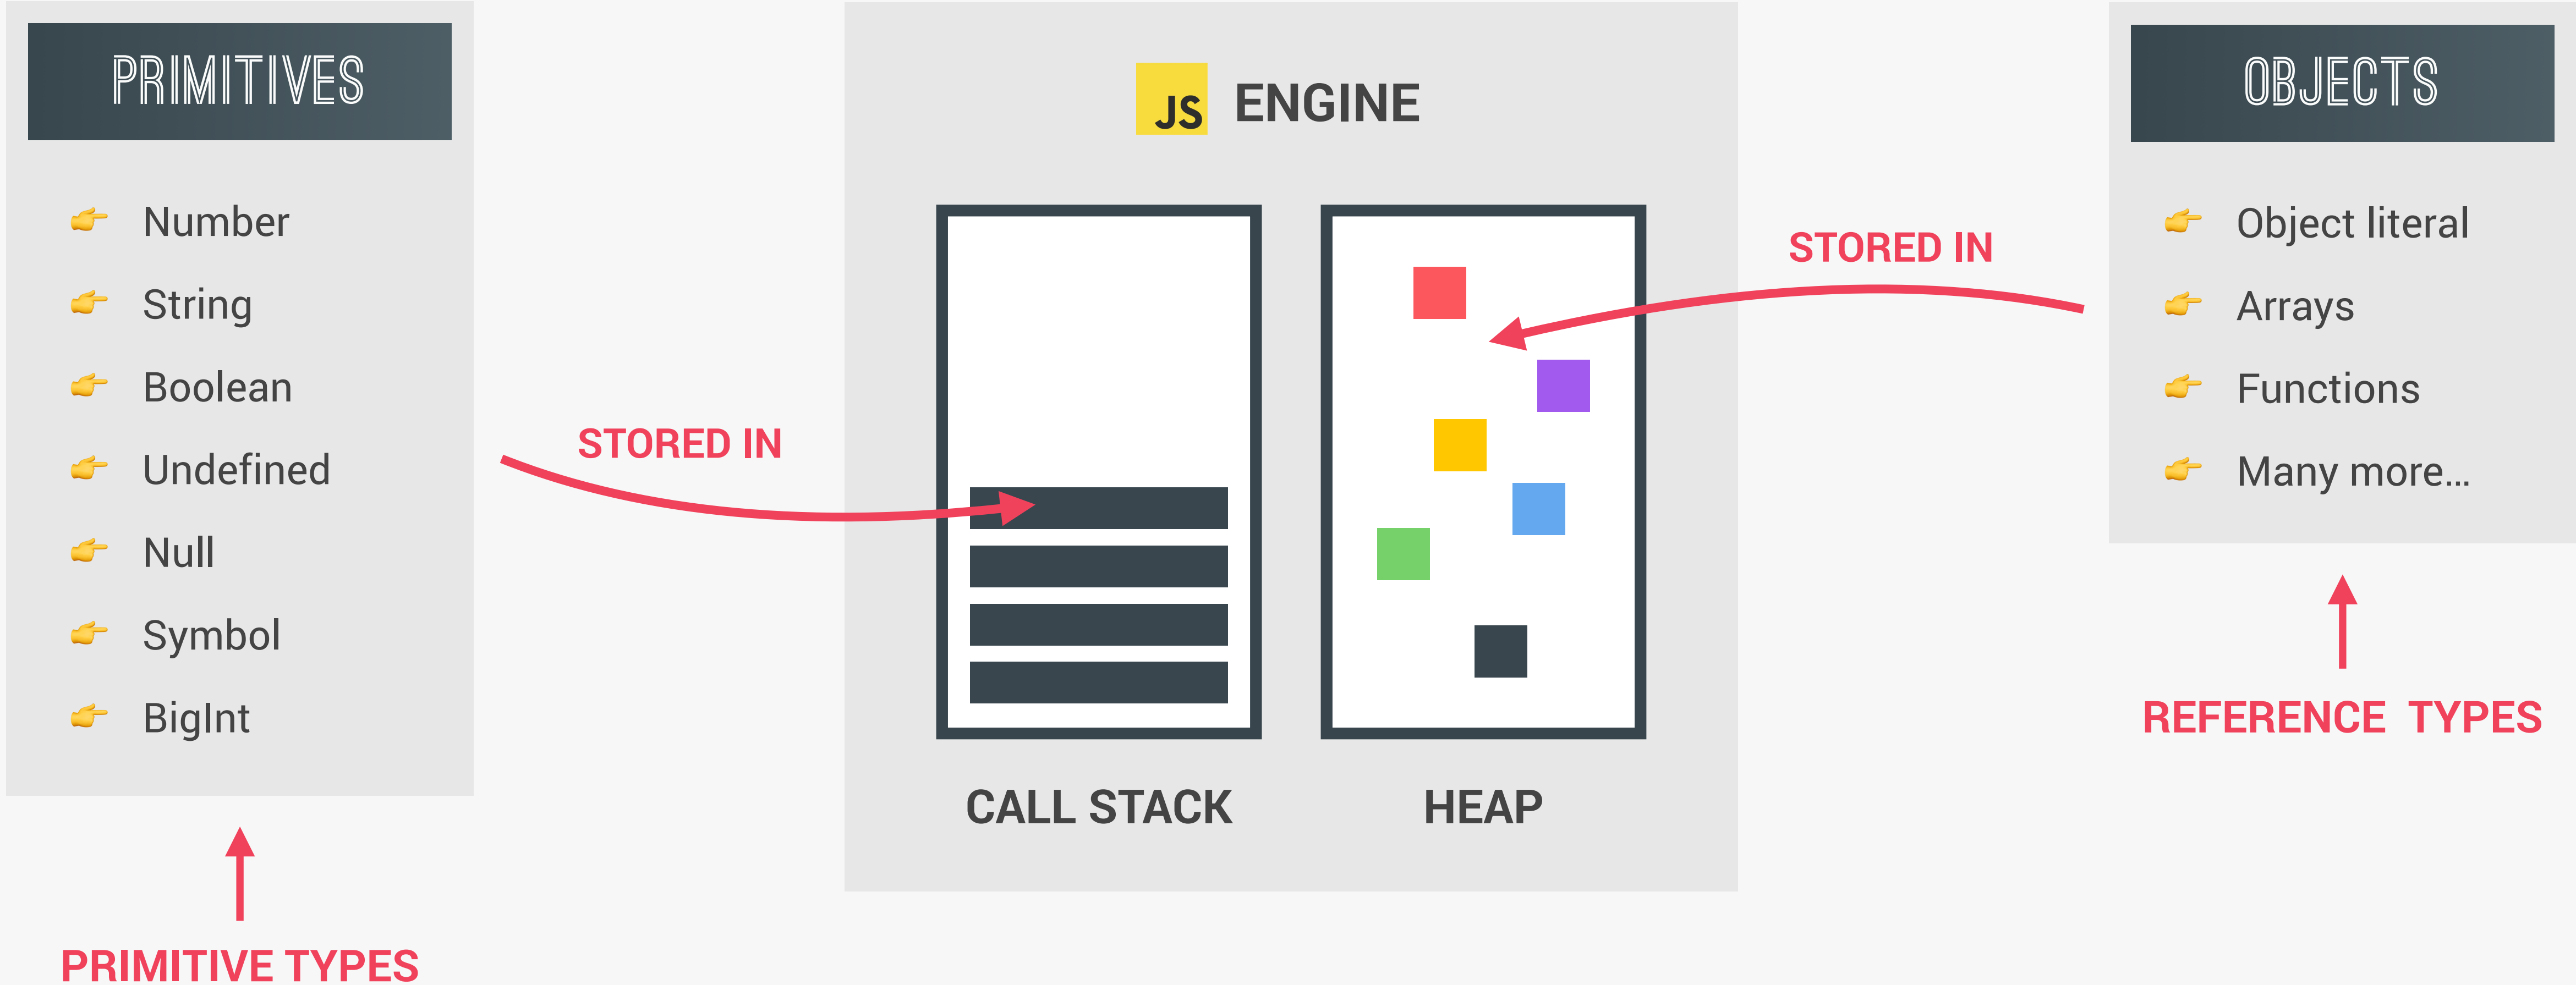 PRIMITIVES
Number
String
Boolean
Undefined
Null
Symbol
BigInt
PRIMITIVE TYPES
STORED IN
JS ENGINE
CALL STACK
HEAP
STORED IN
OBJECTS
Object literal
Arrays
Functions
Many more…
REFERENCE TYPES